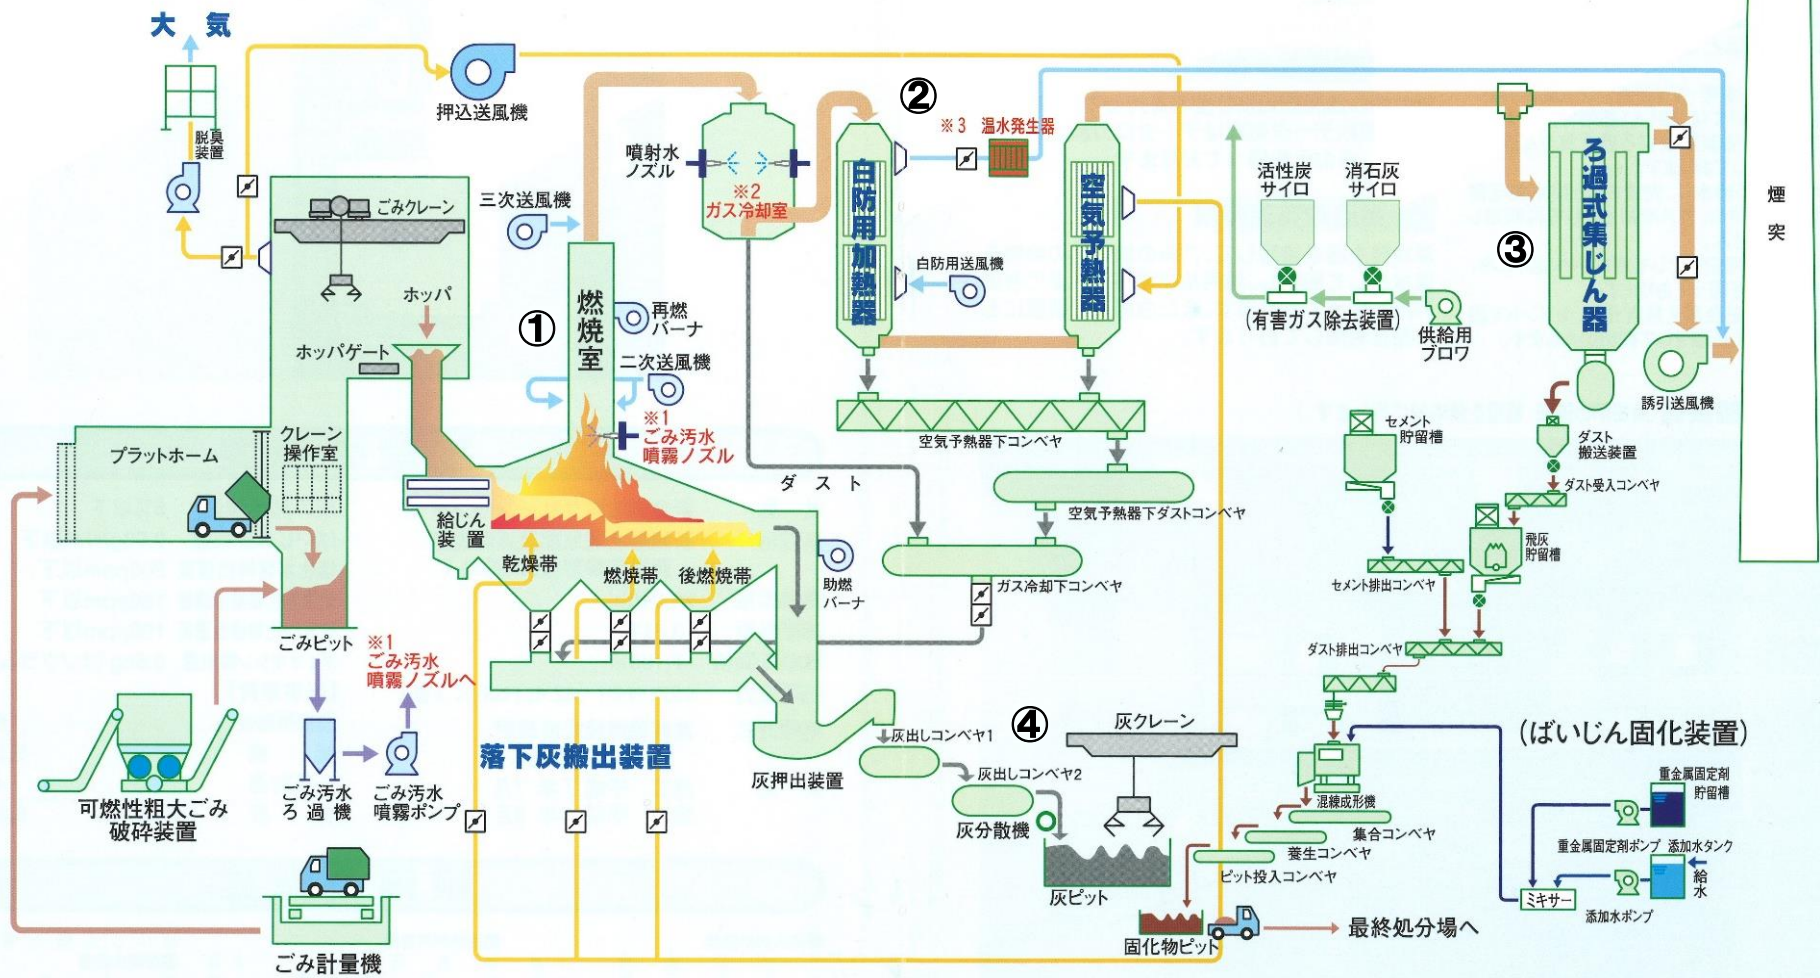 大 気
脱臭
装置
押込送風機
ごみクレーン
ホッパ
ホッパゲート
プラットホーム
クレーン
操作室
ごみピット
可燃性粗大ごみ
破砕装置
ごみ汚水
ろ過機
ごみ汚水
噴霧ポンプ
※1
ごみ汚水
噴霧ノズルへ
ごみ計量機
①
燃焼室
三次送風機
再燃
バーナ
二次送風機
※1
ごみ汚水
噴霧ノズル
給じん
装置
乾燥帯
燃焼帯
後燃焼帯
助燃
バーナ
落下灰搬出装置
灰押出装置
噴射水
ノズル
※2
ガス冷却室
②
白防用加熱器
※3 温水発生器
白防用送風機
空気予熱器
空気予熱器下コンベヤ
ダスト
空気予熱器下ダストコンベヤ
ガス冷却下コンベヤ
灰出しコンベヤ1
灰出しコンベヤ2
灰分散機
④
灰クレーン
灰ピット
活性炭
サイロ
消石灰
サイロ
(有害ガス除去装置)
供給用
ブロワ
③
ろ過式集じん器
誘引送風機
煙突
セメント
貯留槽
ダスト
搬送装置
ダスト受入コンベヤ
飛灰
貯留槽
セメント排出コンベヤ
ダスト排出コンベヤ
混練成形機
集合コンベヤ
養生コンベヤ
ピット投入コンベヤ
固化物ピット
最終処分場へ
(ばいじん固化装置)
重金属固定剤
貯留槽
重金属固定剤ポンプ
添加水タンク
給水
ミキサー
添加水ポンプ